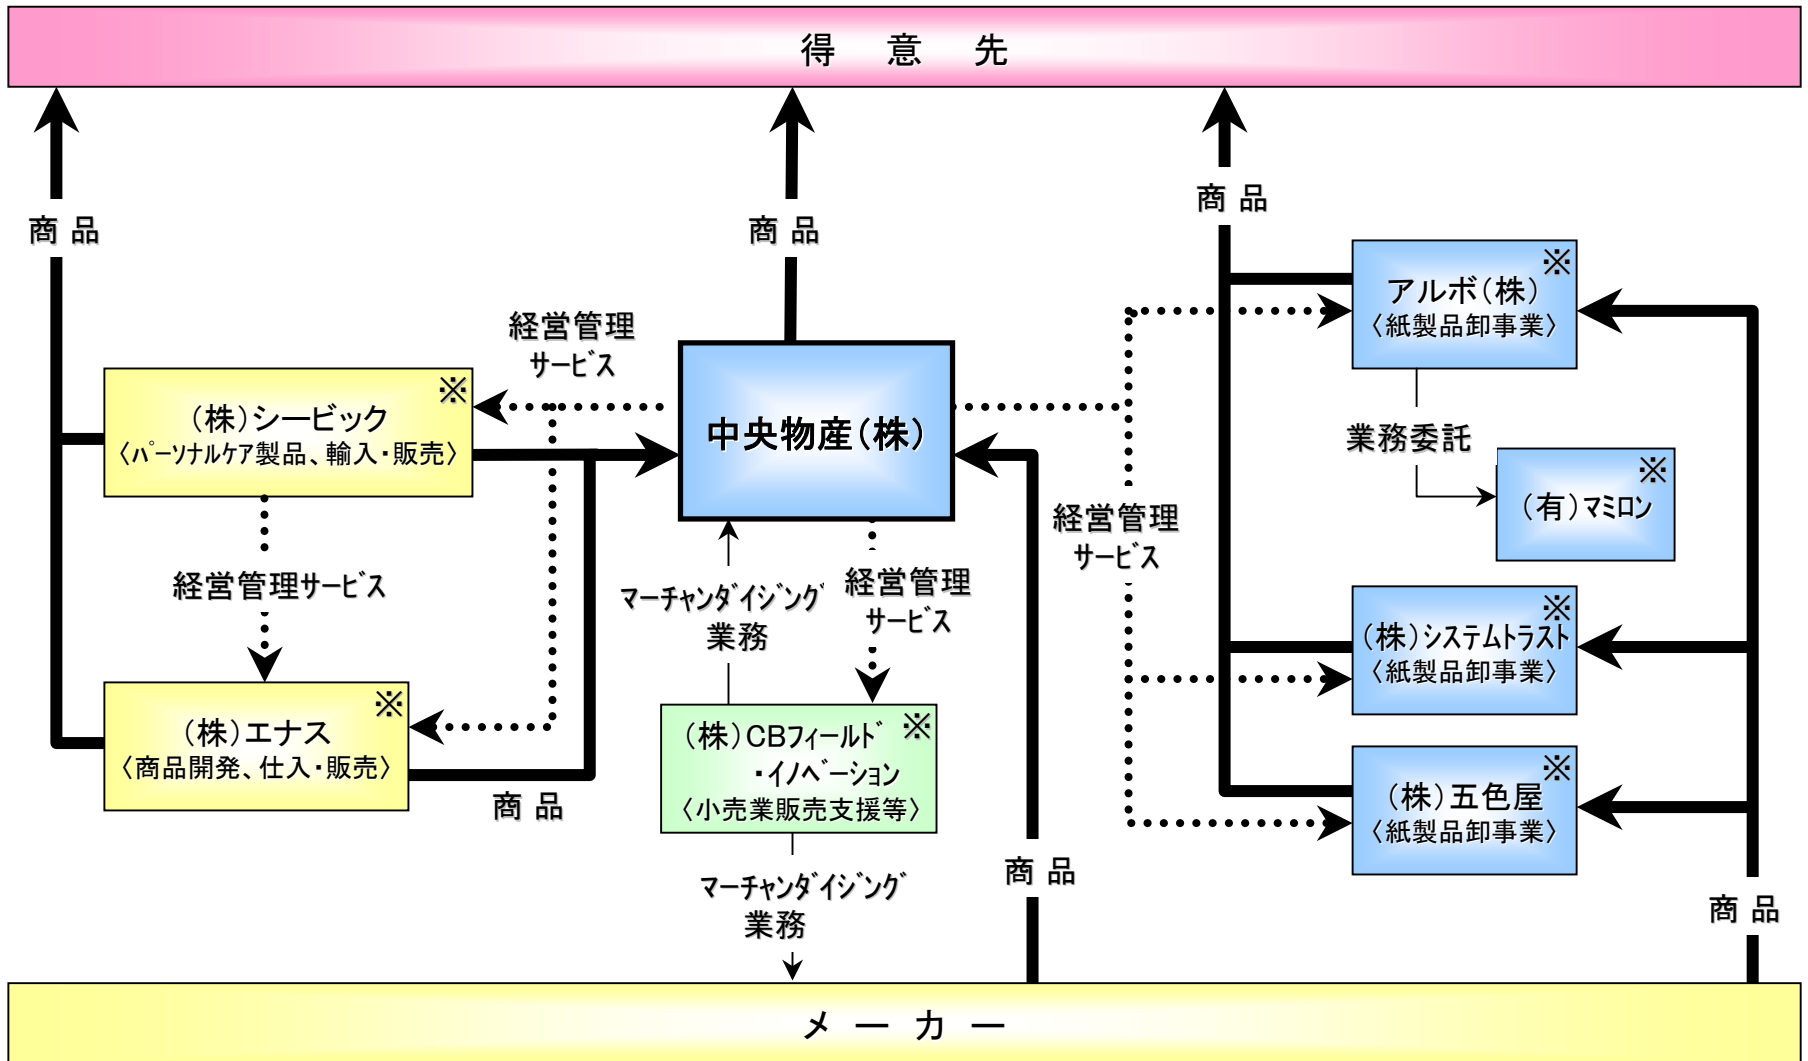 得 意 先
商 品
商 品
商 品
経営管理
サービス
※
(株)シービック
〈パーソナルケア製品、輸入・販売〉
中央物産(株)
※
アルボ(株)
〈紙製品卸事業〉
業務委託
※
(有)マミロン
経営管理
サービス
経営管理サービス
マーチャンダイジング
業務
経営管理
サービス
※
(株)システムトラスト
〈紙製品卸事業〉
※
(株)エナス
〈商品開発、仕入・販売〉
商 品
※
(株)CBフィールド
・イノベーション
〈小売業販売支援等〉
※
(株)五色屋
〈紙製品卸事業〉
マーチャンダイジング
業務
商 品
商 品
メ ー カ ー